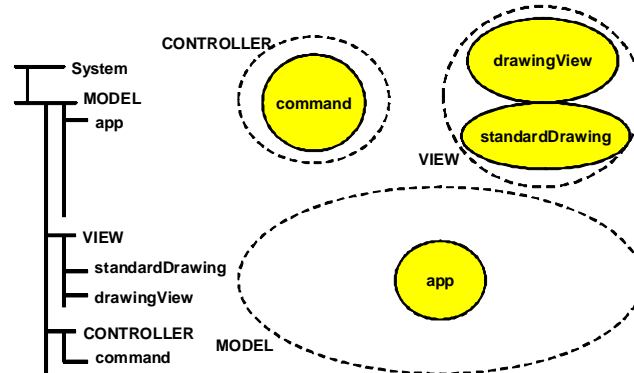 System
MODEL
app
VIEW
standardDrawing
drawingView
CONTROLLER
command
CONTROLLER
command
drawingView
standardDrawing
VIEW
app
MODEL